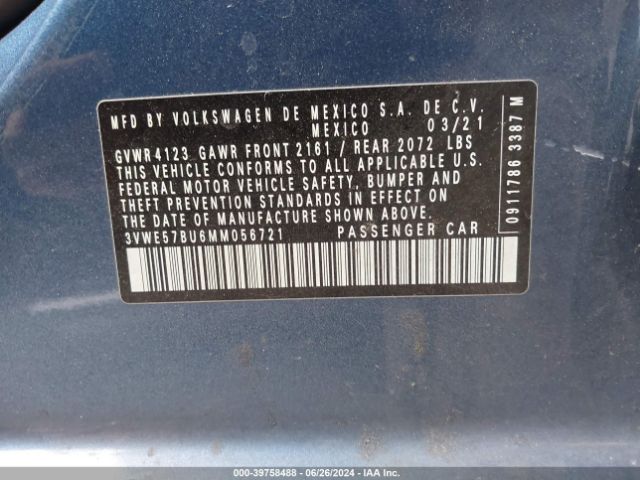 MFD BY VOLKSWAGEN DE MEXICO S.A. DE C.V.
MEXICO 03/21
GVWR 4123 GAWR FRONT 2161 / REAR 2072 LBS
THIS VEHICLE CONFORMS TO ALL APPLICABLE U.S.
FEDERAL MOTOR VEHICLE SAFETY, BUMPER AND
THEFT PREVENTION STANDARDS IN EFFECT ON
THE DATE OF MANUFACTURE SHOWN ABOVE.
3VWE57BU6MM056721 PASSENGER CAR
0911786 3387 M
000-39758488 - 06/26/2024 - IAA Inc.